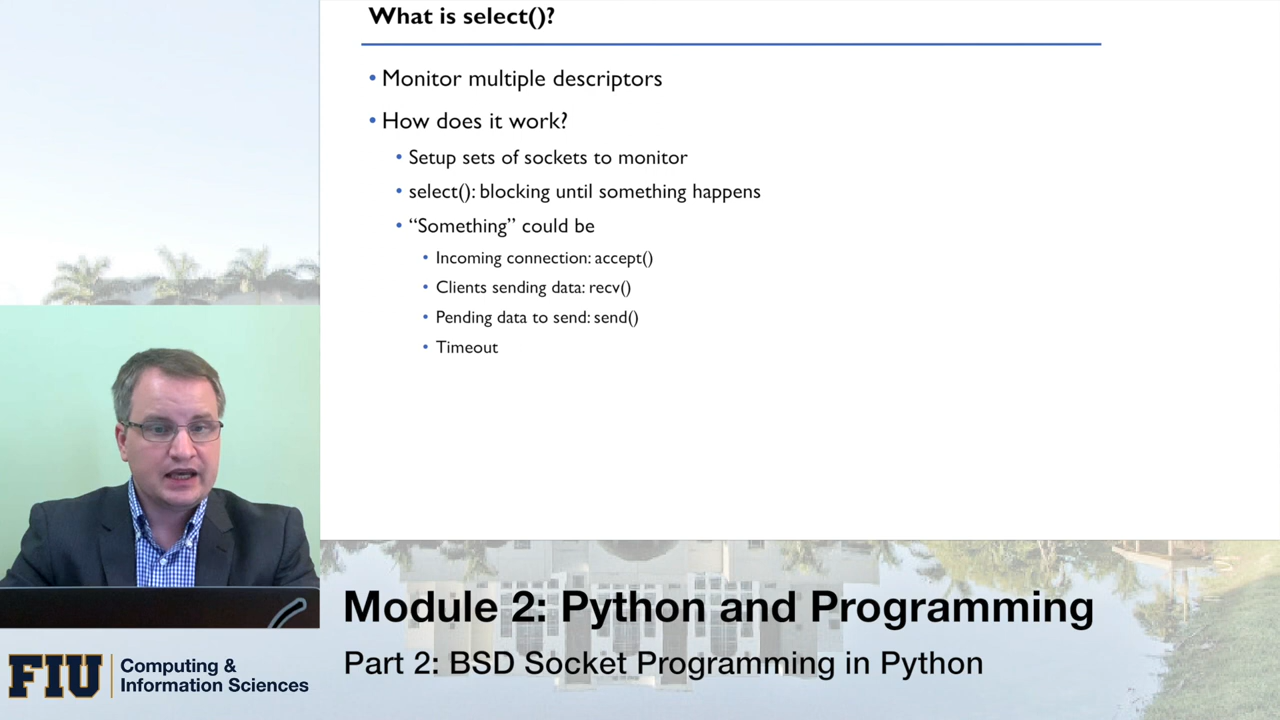 What is select()?
• Monitor multiple descriptors
• How does it work?
• Setup sets of sockets to monitor
• select(): blocking until something happens
• “Something” could be
• Incoming connection: accept()
• Clients sending data: recv()
• Pending data to send: send()
• Timeout
Module 2: Python and Programming
Part 2: BSD Socket Programming in Python
FIU
Computing &
Information Sciences